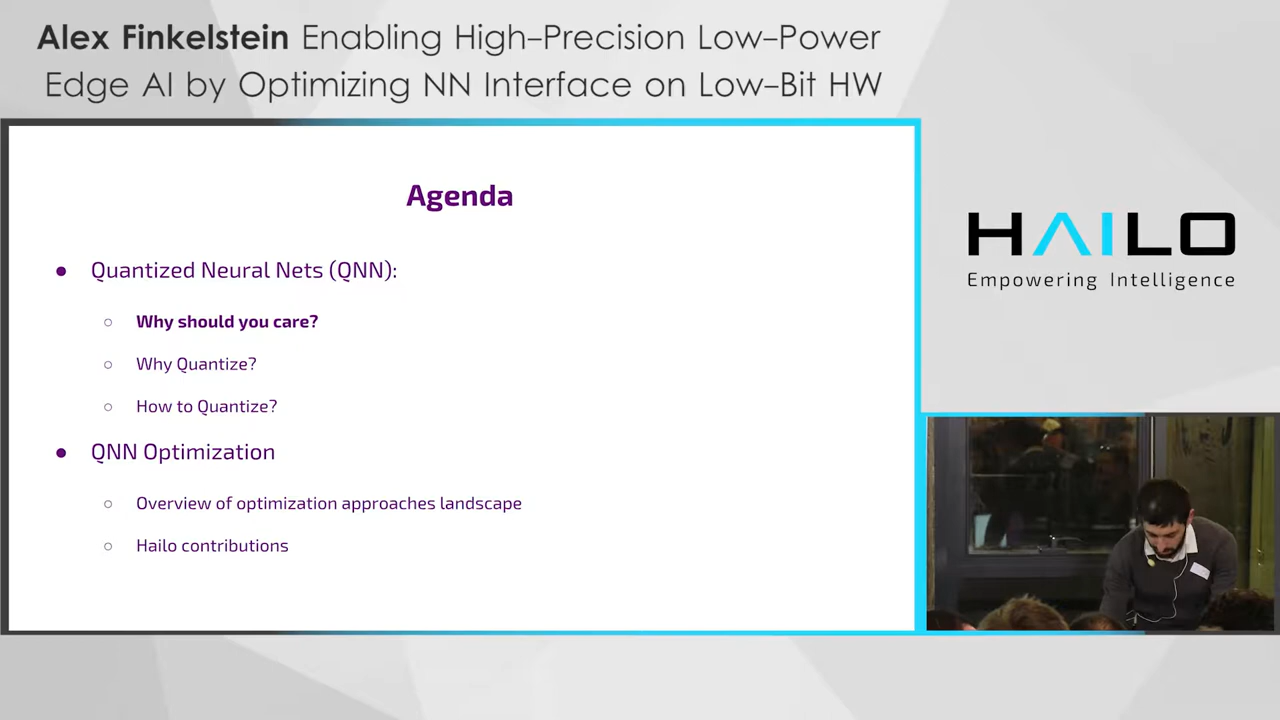 Alex Finkelstein Enabling High-Precision Low-Power
Edge AI by Optimizing NN Interface on Low-Bit HW
Agenda
● Quantized Neural Nets (QNN):
○ Why should you care?
○ Why Quantize?
○ How to Quantize?
● QNN Optimization
○ Overview of optimization approaches landscape
○ Hailo contributions
HAILO
Empowering Intelligence